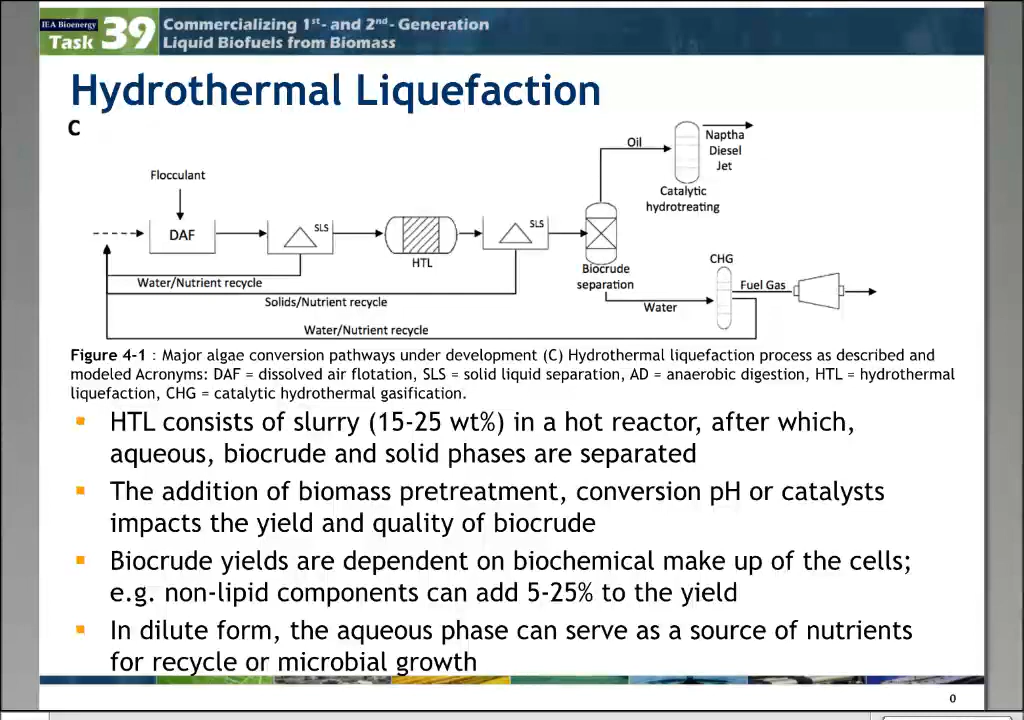 IEA Bioenergy
Task 39
Commercializing 1st- and 2nd- Generation
Liquid Biofuels from Biomass
Hydrothermal Liquefaction
C
Flocculant
DAF
SLS
HTL
SLS
Oil
Naptha
Diesel
Jet
Catalytic
hydrotreating
Biocrude
separation
Water
CHG
Fuel Gas
Water/Nutrient recycle
Solids/Nutrient recycle
Water/Nutrient recycle
Figure 4-1 : Major algae conversion pathways under development (C) Hydrothermal liquefaction process as described and
modeled Acronyms: DAF = dissolved air flotation, SLS = solid liquid separation, AD = anaerobic digestion, HTL = hydrothermal
liquefaction, CHG = catalytic hydrothermal gasification.
▪ HTL consists of slurry (15-25 wt%) in a hot reactor, after which,
aqueous, biocrude and solid phases are separated
▪ The addition of biomass pretreatment, conversion pH or catalysts
impacts the yield and quality of biocrude
▪ Biocrude yields are dependent on biochemical make up of the cells;
e.g. non-lipid components can add 5-25% to the yield
▪ In dilute form, the aqueous phase can serve as a source of nutrients
for recycle or microbial growth
0